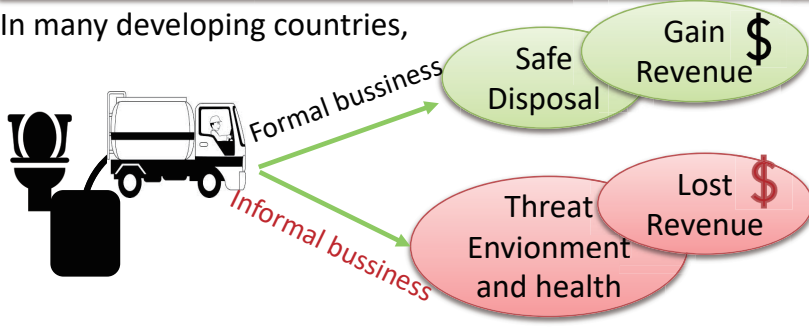 In many developing countries,
Formal bussiness
Safe
Disposal
Gain
Revenue
$
Informal bussiness
Threat
Envionment
and health
Lost
Revenue
$